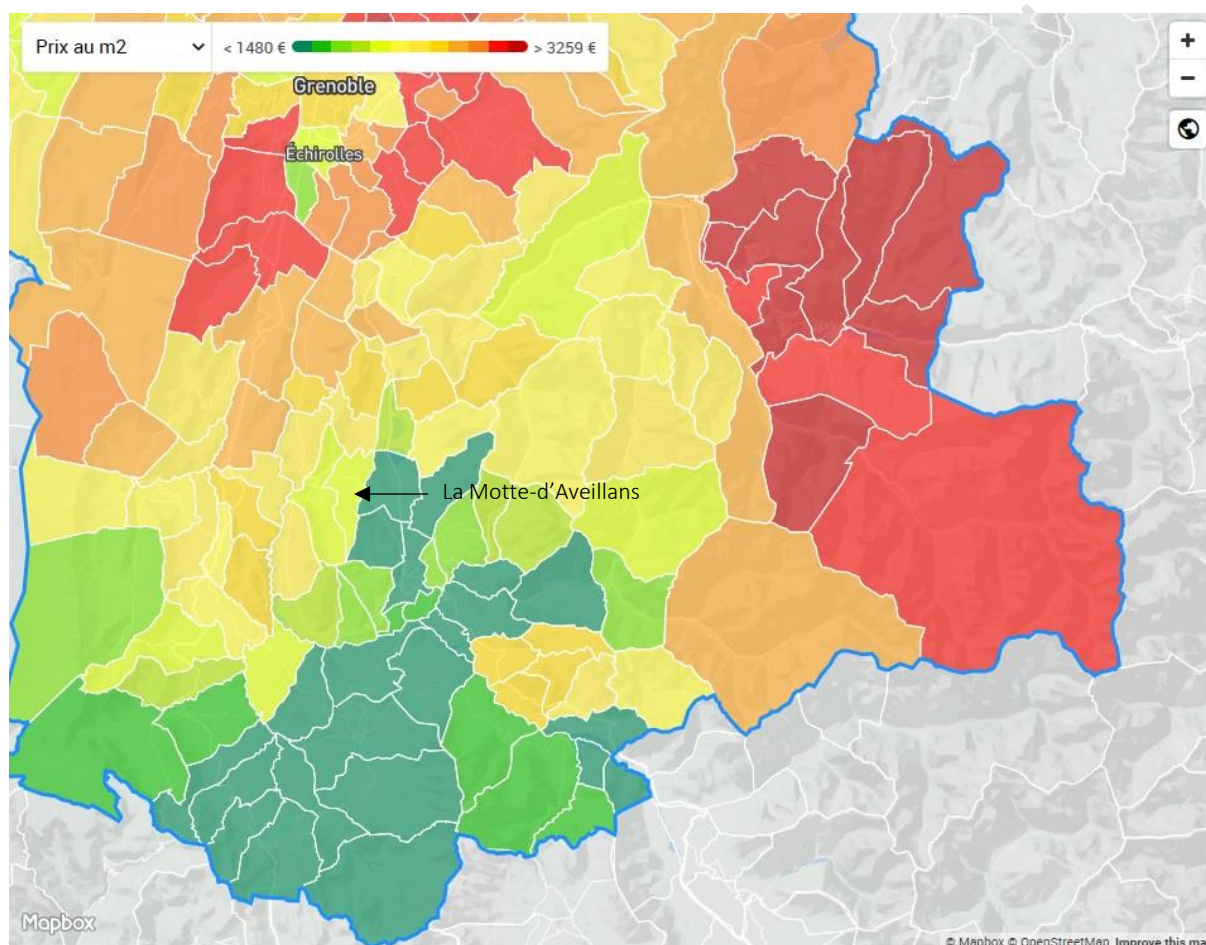 Prix au m2
< 1480 €
> 3259 €
+
−
Grenoble
Échirolles
La Motte-d’Aveillans
Mapbox
© Mapbox © OpenStreetMap Improve this ma